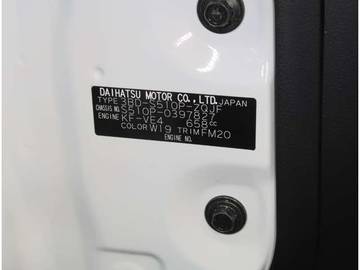 DAIHATSU MOTOR CO., LTD. JAPAN
TYPE 3BD-S510P-ZQJF
CHASSIS NO. S510P-0397827
ENGINE KF-VE4 658cc
COLOR W19 TRIM FM20
ENGINE NO.